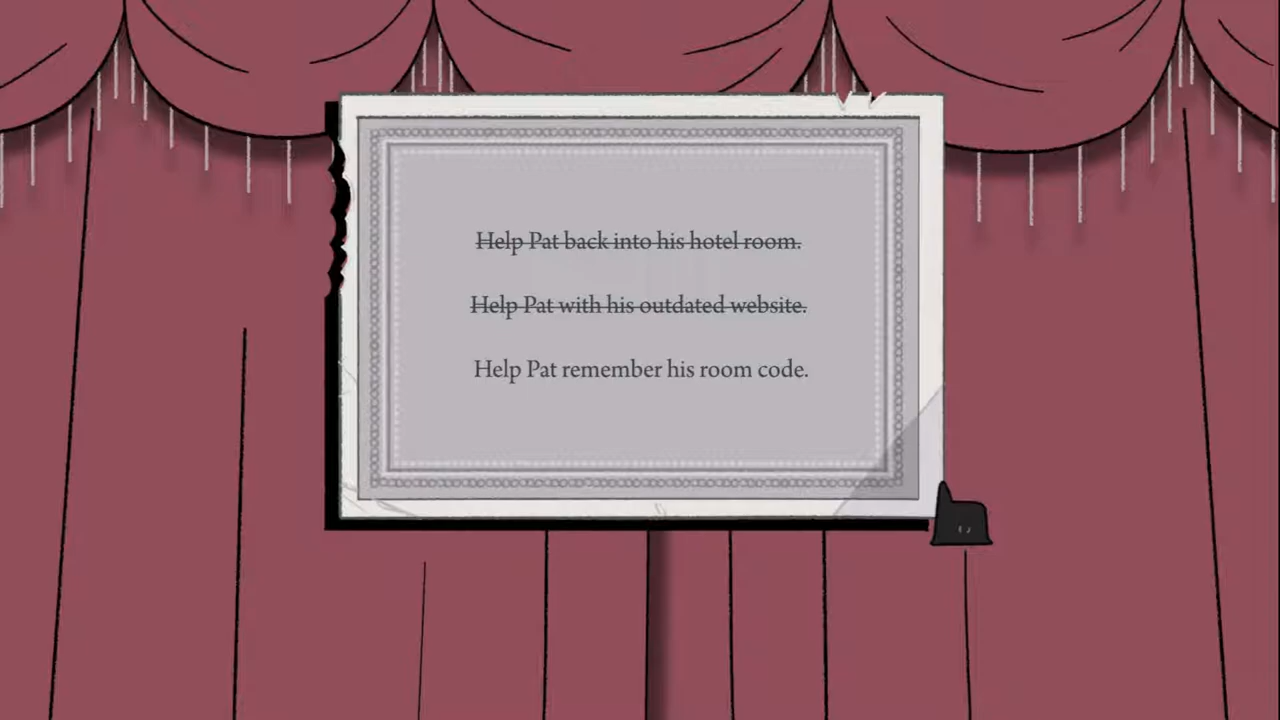 Help Pat back into his hotel room.
Help Pat with his outdated website.
Help Pat remember his room code.